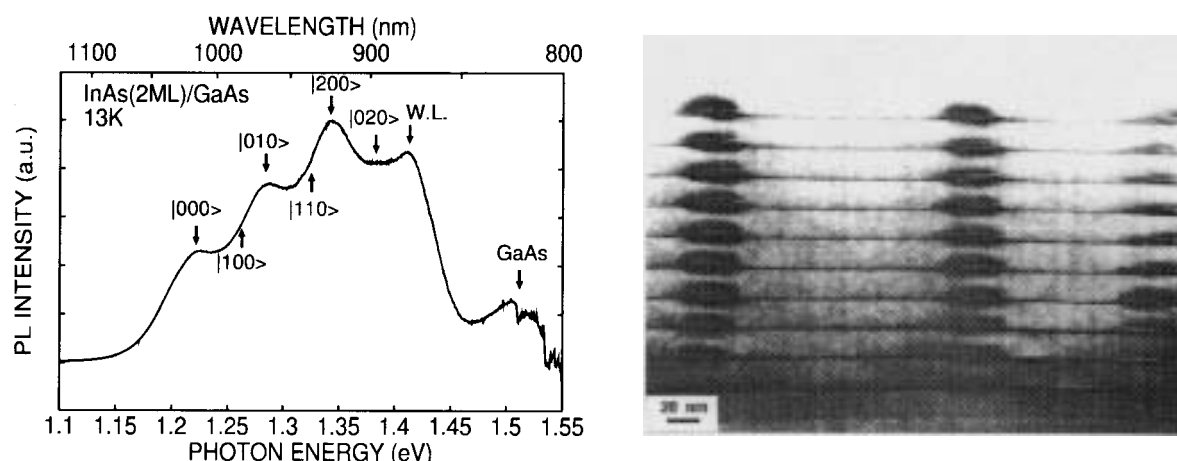 WAVELENGTH (nm)
1100 1000 900 800
InAs(2ML)/GaAs
13K
|200>
|020> W.L.
|010>
|110>
|000>
|100>
GaAs
PL INTENSITY (a.u.)
1.1 1.15 1.2 1.25 1.3 1.35 1.4 1.45 1.5 1.55
PHOTON ENERGY (eV)
nm